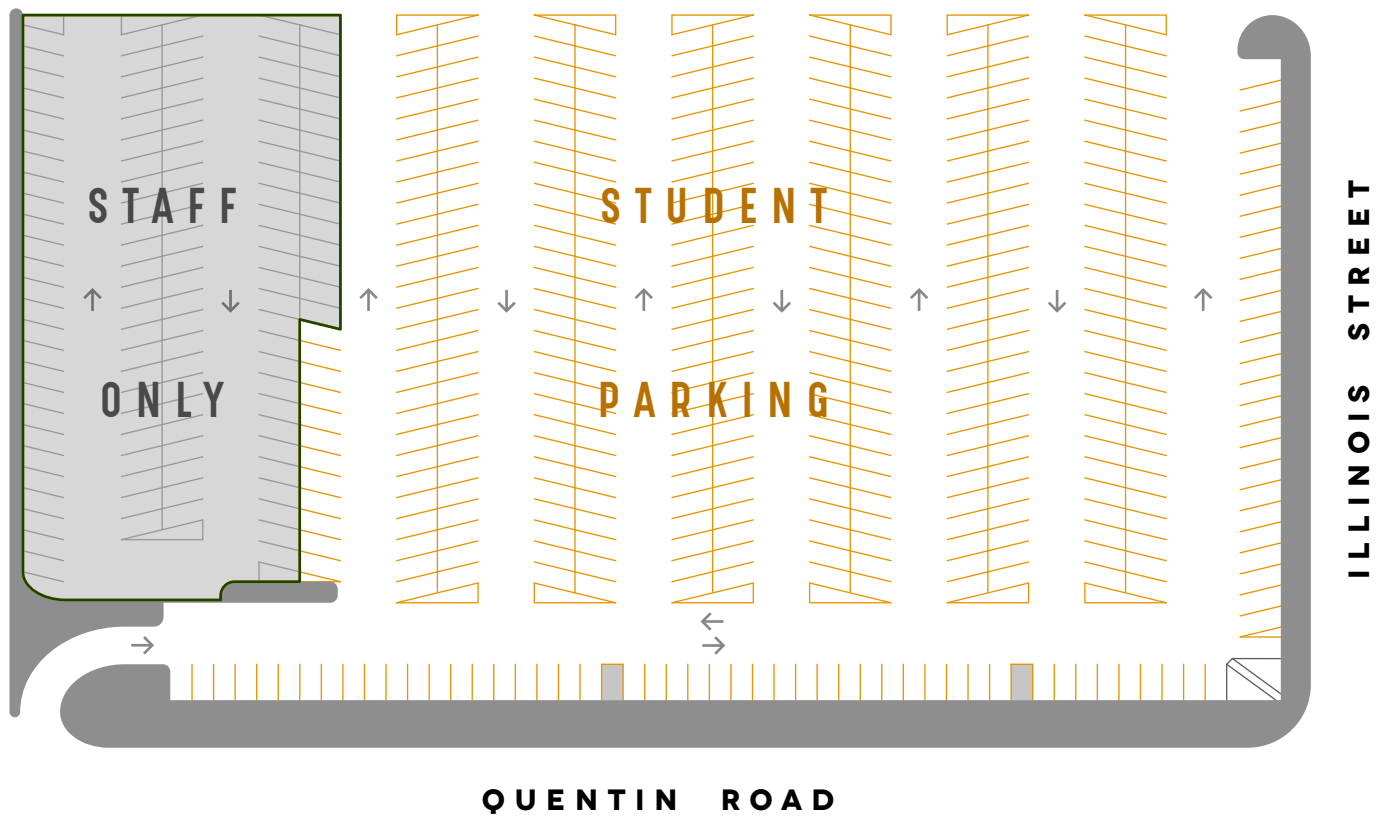 STAFF
ONLY
STUDENT
PARKING
ILLINOIS STREET
QUENTIN ROAD